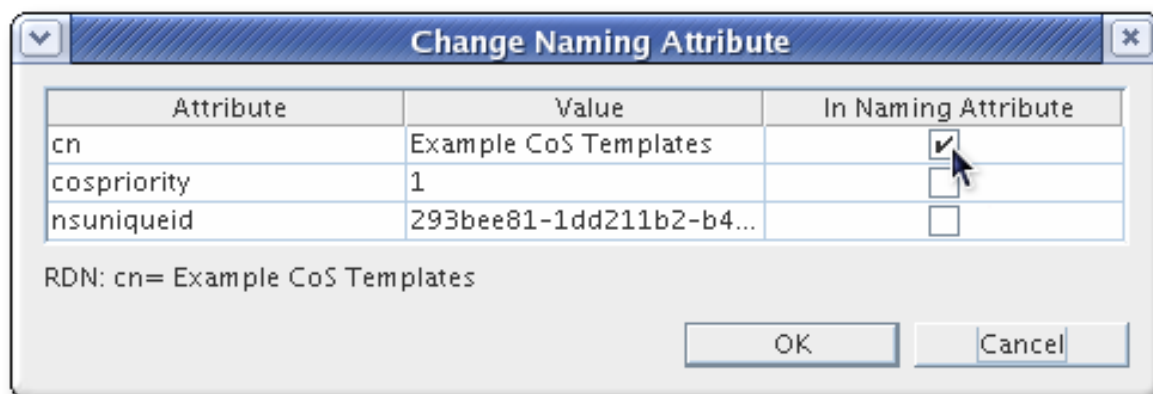 Change Naming Attribute
Attribute Value In Naming Attribute
cn Example CoS Templates
cospriority 1
nsuniqueid 293bee81-1dd211b2-b4...
RDN: cn= Example CoS Templates
OK Cancel